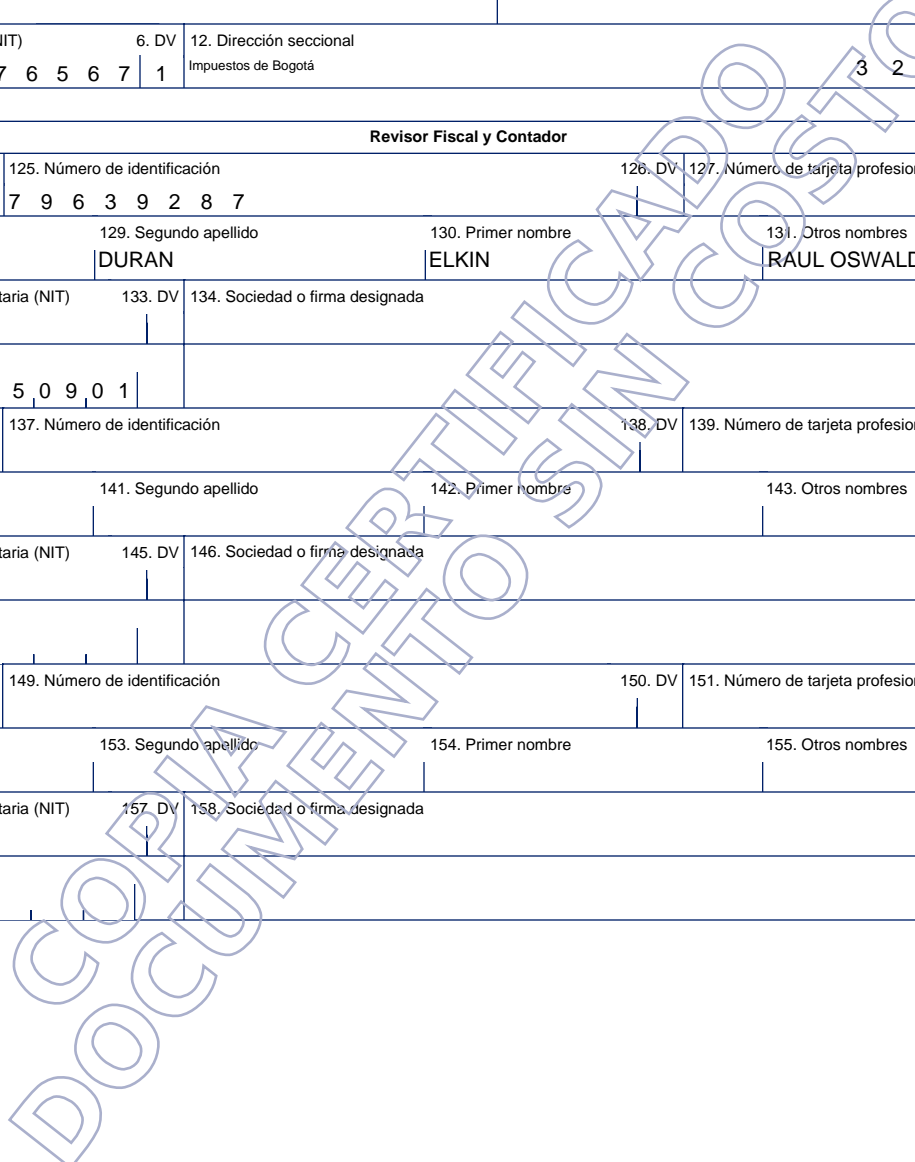 NIT) 6. DV 12. Dirección seccional
7 6 5 6 7 1 Impuestos de Bogotá 3 2
Revisor Fiscal y Contador
125. Número de identificación 126. DV 127. Número de tarjeta profesion
7 9 6 3 9 2 8 7
129. Segundo apellido 130. Primer nombre 131. Otros nombres
DURAN ELKIN RAUL OSWALD
taria (NIT) 133. DV 134. Sociedad o firma designada
5 0 9 0 1
137. Número de identificación 138. DV 139. Número de tarjeta profesion
141. Segundo apellido 142. Primer nombre 143. Otros nombres
taria (NIT) 145. DV 146. Sociedad o firma designada
149. Número de identificación 150. DV 151. Número de tarjeta profesion
153. Segundo apellido 154. Primer nombre 155. Otros nombres
taria (NIT) 157. DV 158. Sociedad o firma designada
COPIA CERTIFICADO
DOCUMENTO SIN COSTO